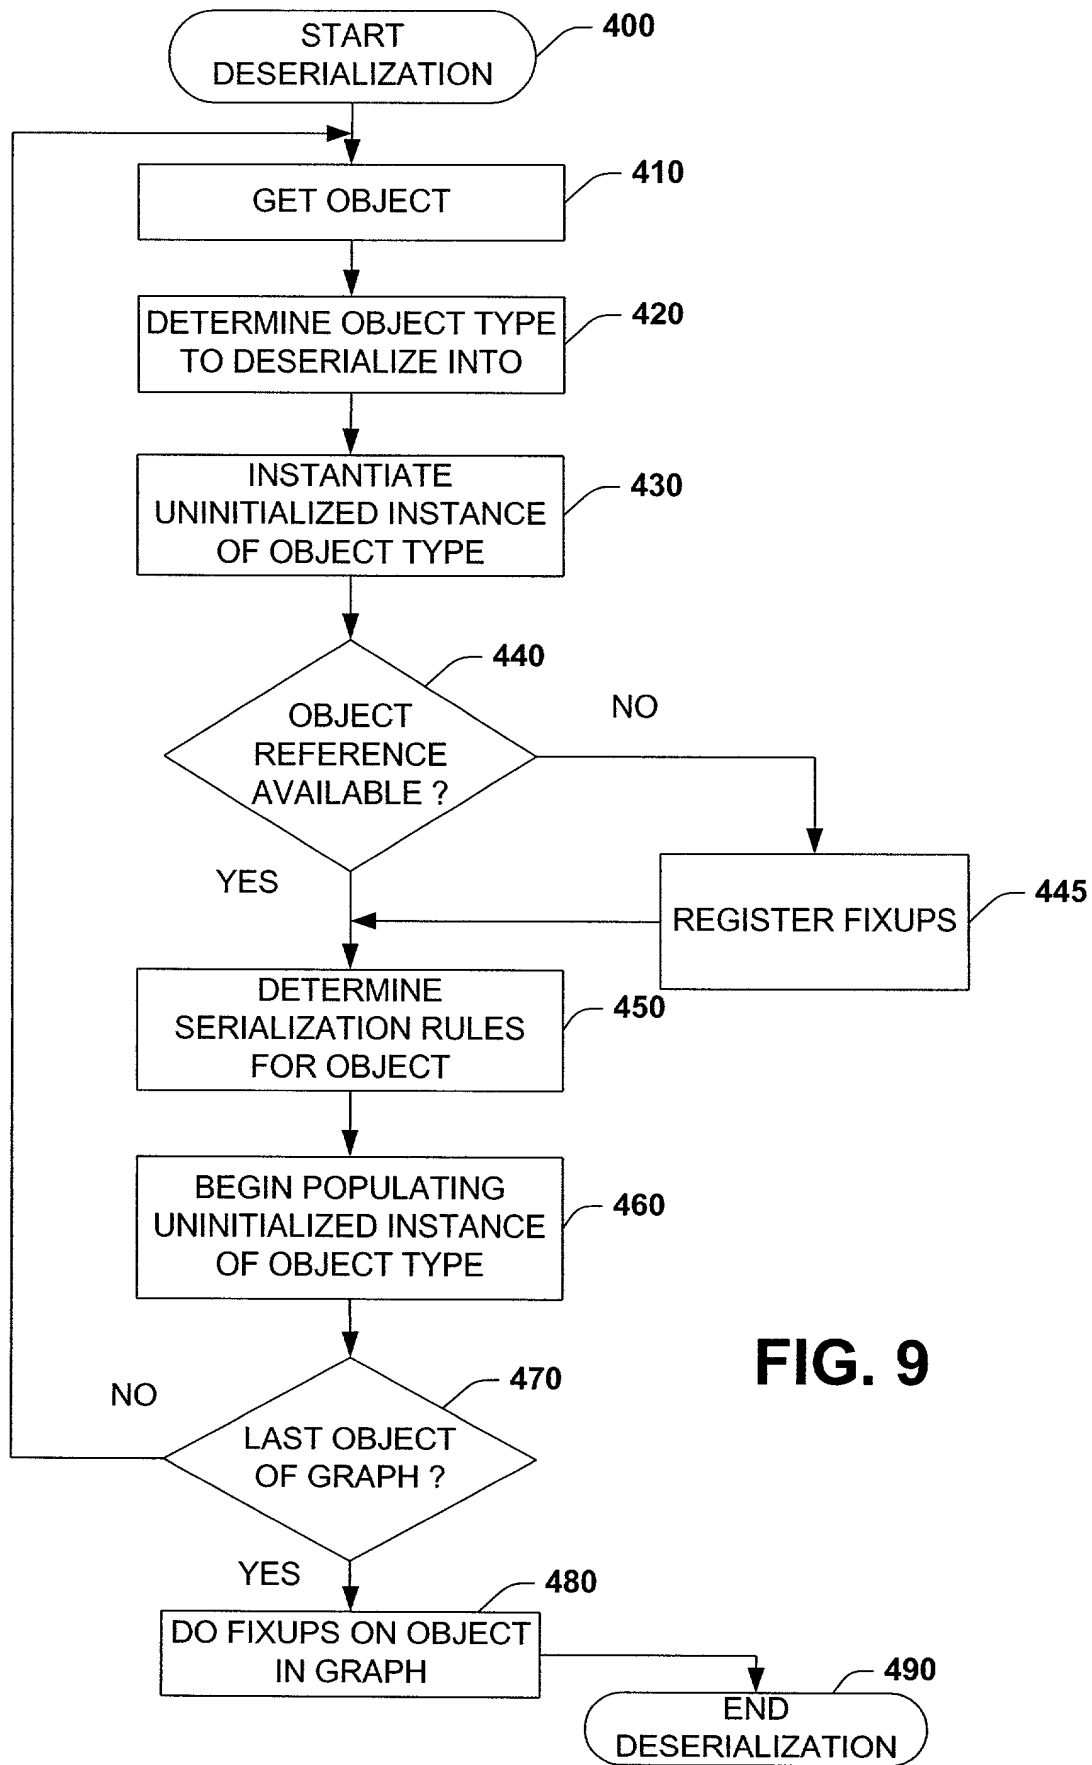 START
DESERIALIZATION
400
GET OBJECT
410
DETERMINE OBJECT TYPE
TO DESERIALIZE INTO
420
INSTANTIATE
UNINITIALIZED INSTANCE
OF OBJECT TYPE
430
440
OBJECT
REFERENCE
AVAILABLE ?
NO
YES
REGISTER FIXUPS
445
DETERMINE
SERIALIZATION RULES
FOR OBJECT
450
BEGIN POPULATING
UNINITIALIZED INSTANCE
OF OBJECT TYPE
460
FIG. 9
470
NO
LAST OBJECT
OF GRAPH ?
YES
480
DO FIXUPS ON OBJECT
IN GRAPH
490
END
DESERIALIZATION